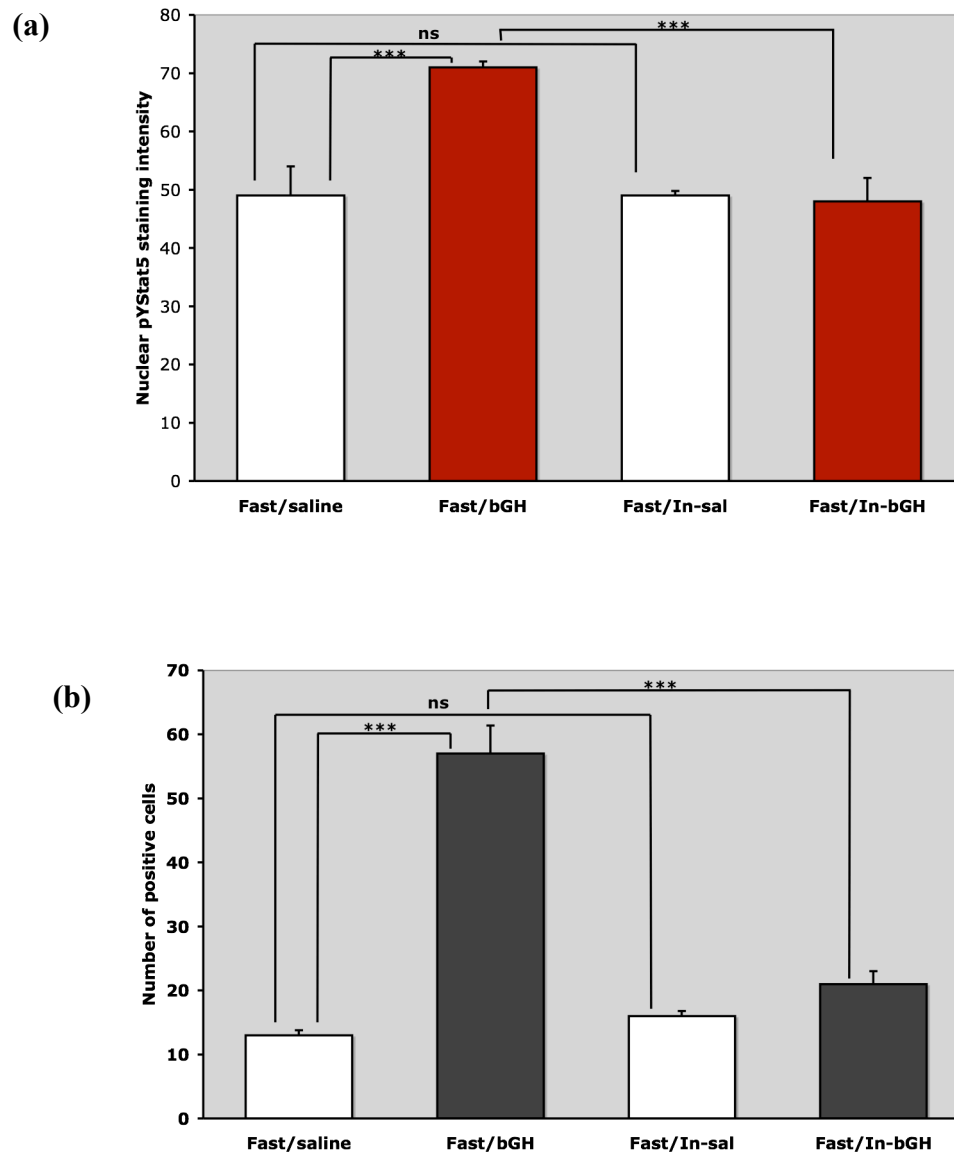 (a)
Nuclear pYStat5 staining intensity
80
70
60
50
40
30
20
10
0
ns
***
***
Fast/saline Fast/bGH Fast/In-sal Fast/In-bGH
(b)
Number of positive cells
70
60
50
40
30
20
10
0
ns
***
***
Fast/saline Fast/bGH Fast/In-sal Fast/In-bGH